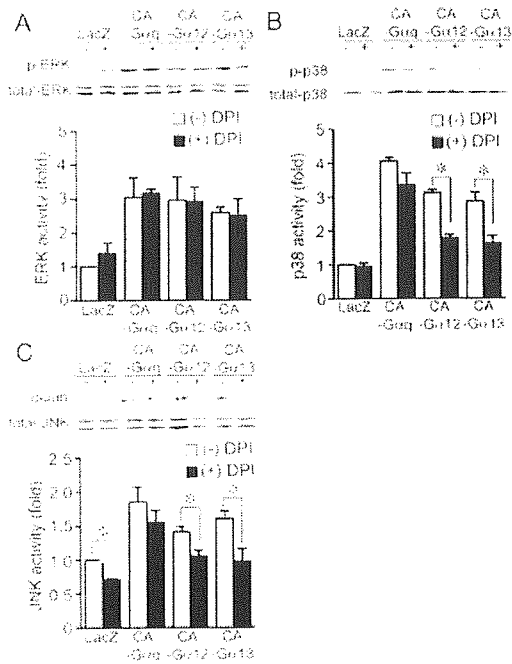 A
CA CA CA
LacZ -Gαq -Gα12 -Gα13
- + - + - + - +
p-ERK
total-ERK
(-) DPI
(+) DPI
ERK activity (fold)
5
4
3
2
1
0
LacZ CA CA CA
-Gαq -Gα12 -Gα13
B
CA CA CA
LacZ -Gαq -Gα12 -Gα13
- + - + - + - +
p-p38
total-p38
(-) DPI
(+) DPI
p38 activity (fold)
5
4
3
2
1
0
* *
LacZ CA CA CA
-Gαq -Gα12 -Gα13
C
CA CA CA
LacZ -Gαq -Gα12 -Gα13
- + - + - + - +
total-JNK
(-) DPI
(+) DPI
JNK activity (fold)
2.5
2.0
1.5
1.0
0.5
0
* * *
LacZ CA CA CA
-Gαq -Gα12 -Gα13